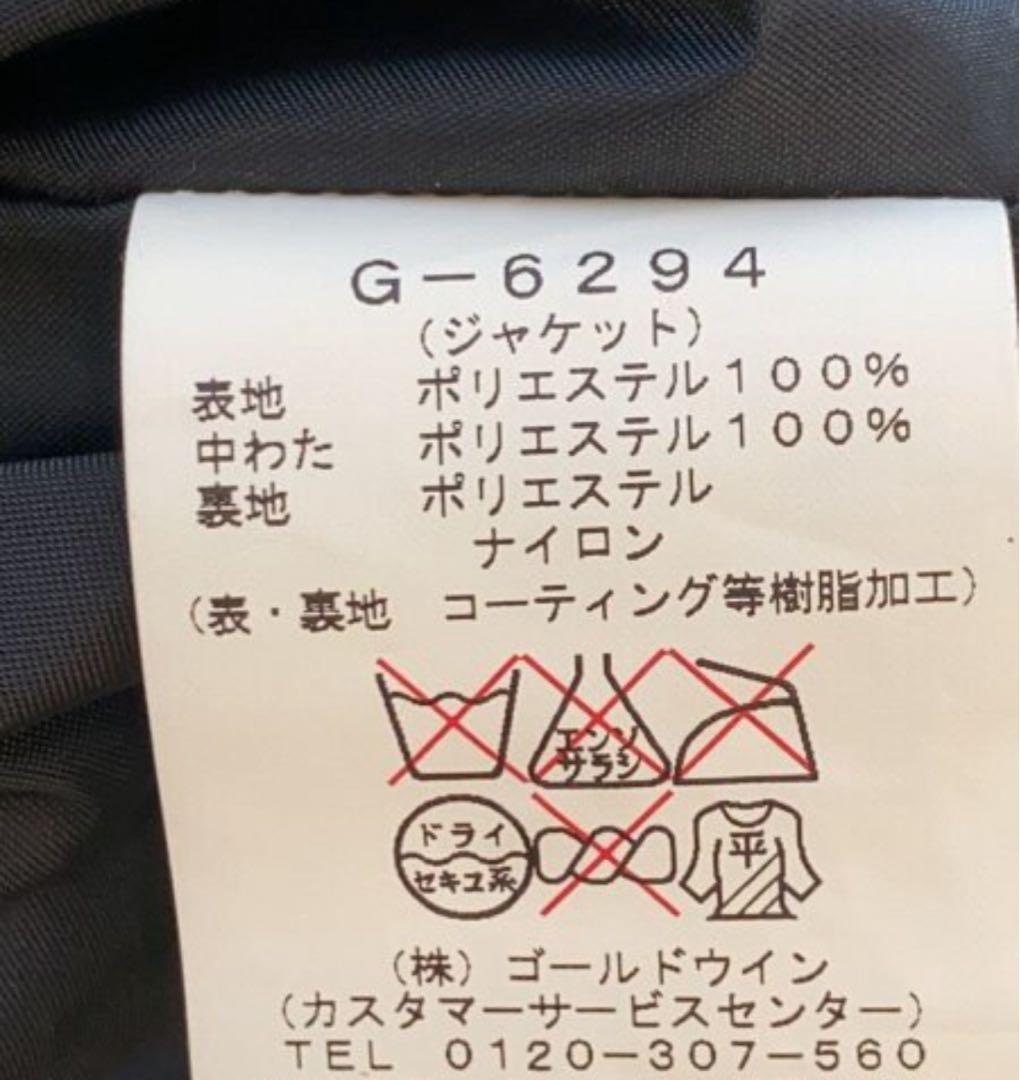 G－６２９４
（ジャケット）
表地　ポリエステル１００％
中わた　ポリエステル１００％
裏地　ポリエステル
ナイロン
（表・裏地　コーティング等樹脂加工）
エンソ
サラシ
ドライ
セキユ系
平
（株）ゴールドウイン
（カスタマーサービスセンター）
ＴＥＬ　０１２０－３０７－５６０